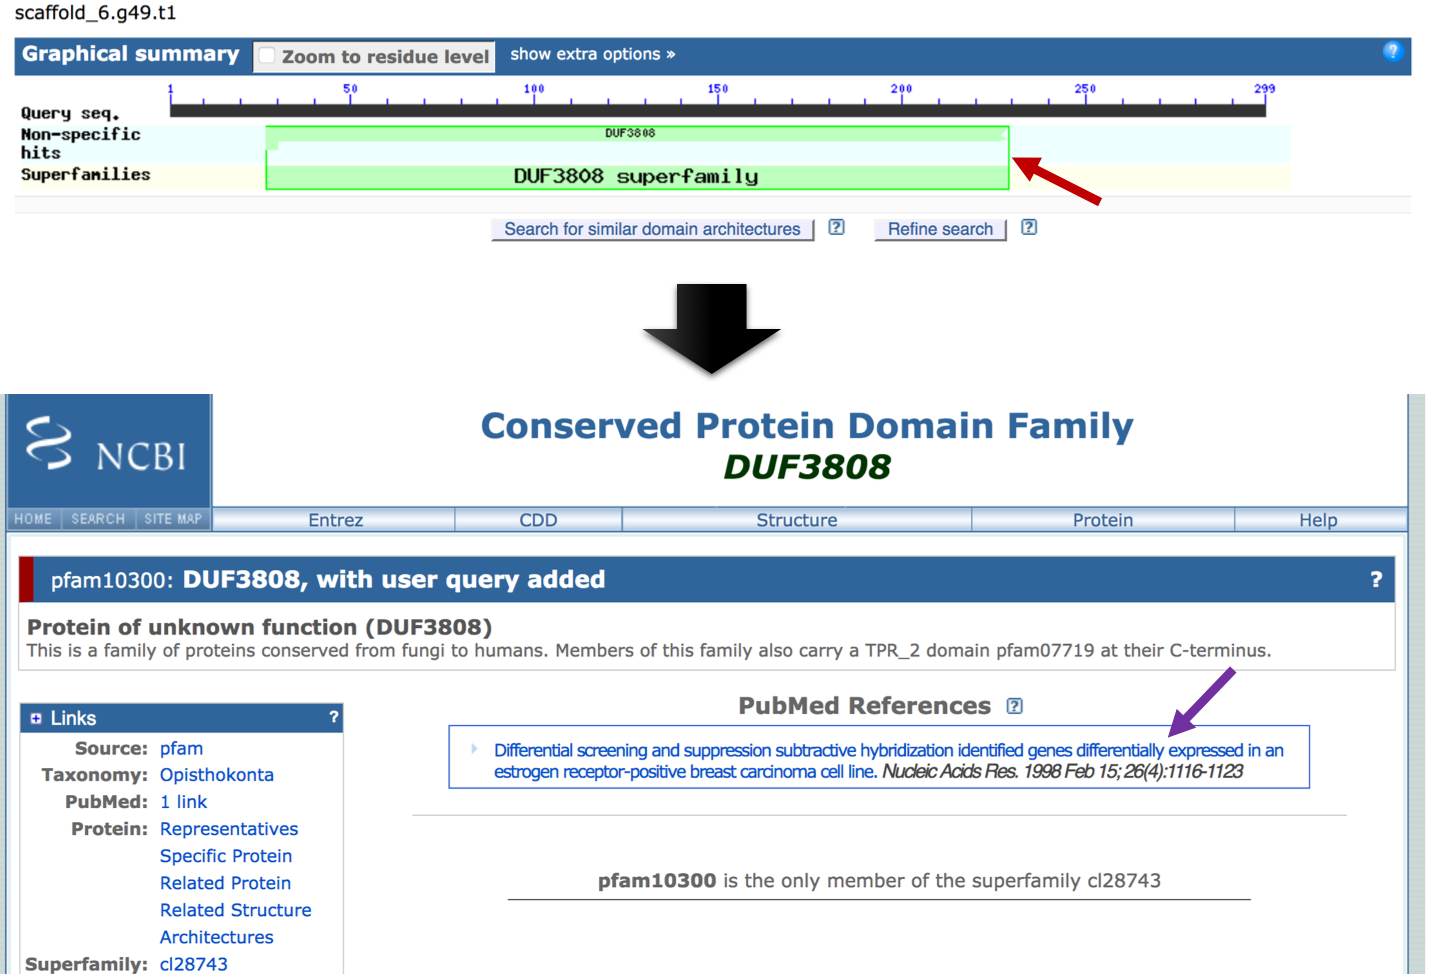 scaffold_6.g49.t1
Graphical summary Zoom to residue level show extra options » ?
1 50 100 150 200 250 299
Query seq.
Non-specific
hits
DUF3808
Superfamilies DUF3808 superfamily
Search for similar domain architectures ? Refine search ?
NCBI
Conserved Protein Domain Family
DUF3808
HOME SEARCH SITE MAP Entrez CDD Structure Protein Help
pfam10300: DUF3808, with user query added ?
Protein of unknown function (DUF3808)
This is a family of proteins conserved from fungi to humans. Members of this family also carry a TPR_2 domain pfam07719 at their C-terminus.
Links ?
Source: pfam
Taxonomy: Opisthokonta
PubMed: 1 link
Protein: Representatives
Specific Protein
Related Protein
Related Structure
Architectures
Superfamily: cl28743
PubMed References ?
Differential screening and suppression subtractive hybridization identified genes differentially expressed in an
estrogen receptor-positive breast carcinoma cell line. Nucleic Acids Res. 1998 Feb 15; 26(4):1116-1123
pfam10300 is the only member of the superfamily cl28743